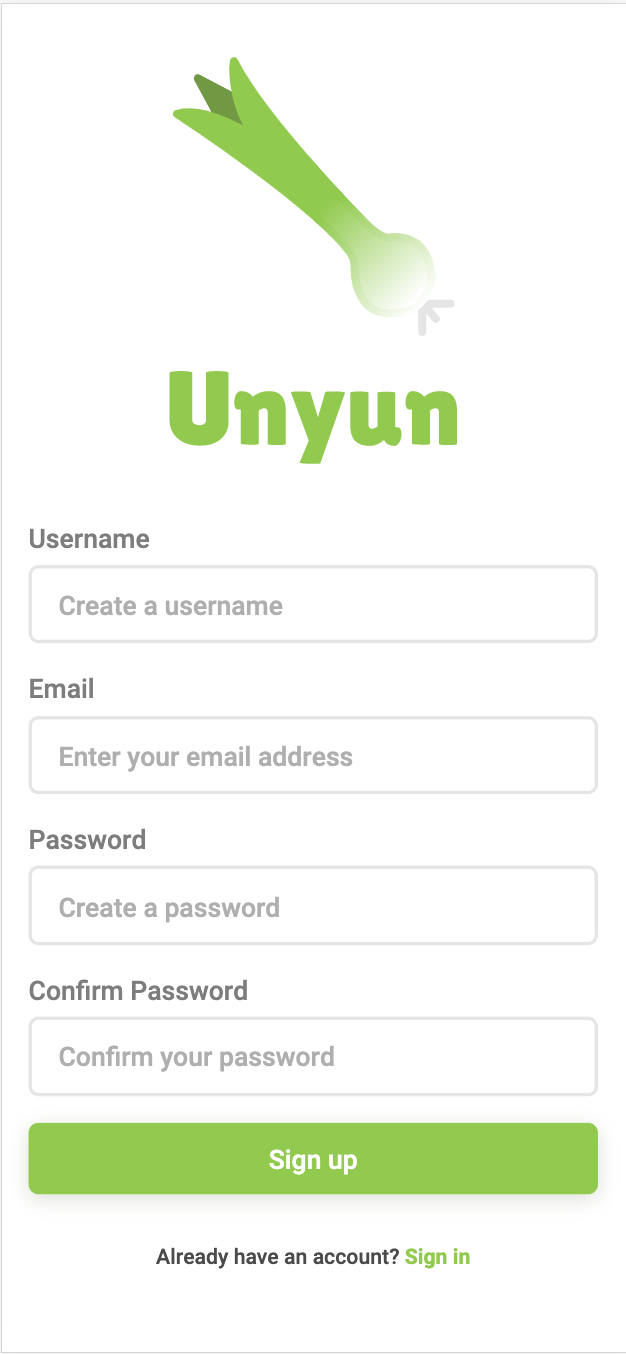 Unyun
Username
Create a username
Email
Enter your email address
Password
Create a password
Confirm Password
Confirm your password
Sign up
Already have an account? Sign in